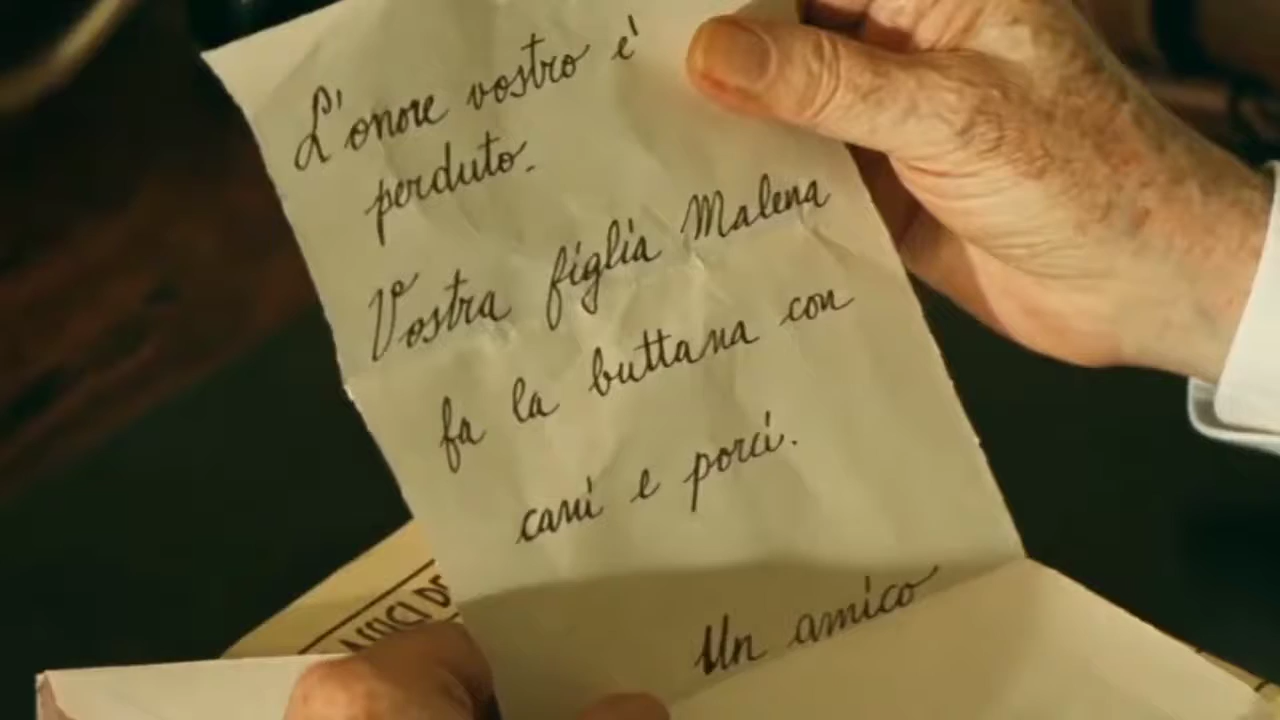 L'onore vostro è
perduto.
Vostra figlia Malena
fa la buttana con
cani e porci.
Un amico